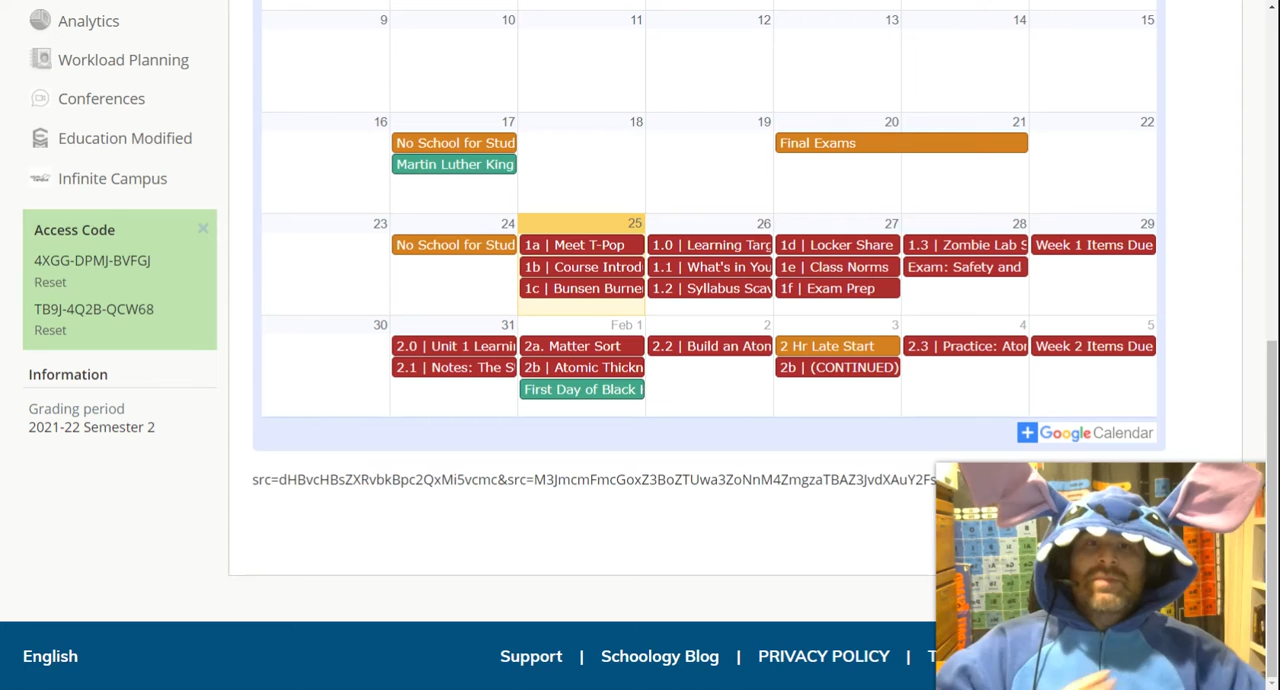 Analytics
Workload Planning
Conferences
Education Modified
Infinite Campus
Access Code
4XGG-DPMJ-BVFGJ
Reset
TB9J-4Q2B-QCW68
Reset
Information
Grading period
2021-22 Semester 2
9 10 11 12 13 14 15
16 17 18 19 20 21 22
No School for Stud Final Exams
Martin Luther King
23 24 25 26 27 28 29
No School for Stud 1a | Meet T-Pop 1.0 | Learning Targ 1d | Locker Share 1.3 | Zombie Lab S Week 1 Items Due
1b | Course Introd 1.1 | What's in You 1e | Class Norms Exam: Safety and
1c | Bunsen Burne 1.2 | Syllabus Scav 1f | Exam Prep
30 31 Feb 1 2 3 4 5
2.0 | Unit 1 Learni 2a. Matter Sort 2.2 | Build an Aton 2 Hr Late Start 2.3 | Practice: Ato Week 2 Items Due
2.1 | Notes: The S 2b | Atomic Thickn 2b | (CONTINUED)
First Day of Black
Google Calendar
src=dHBvcHBsZXRvbkBpc2QxMi5vcmc&src=M3JmcmFmcGoxZ3BoZTUwa3ZoNnM4ZmgzaTBAZ3JvdXAuY2Fs
English Support | Schoology Blog | PRIVACY POLICY | T